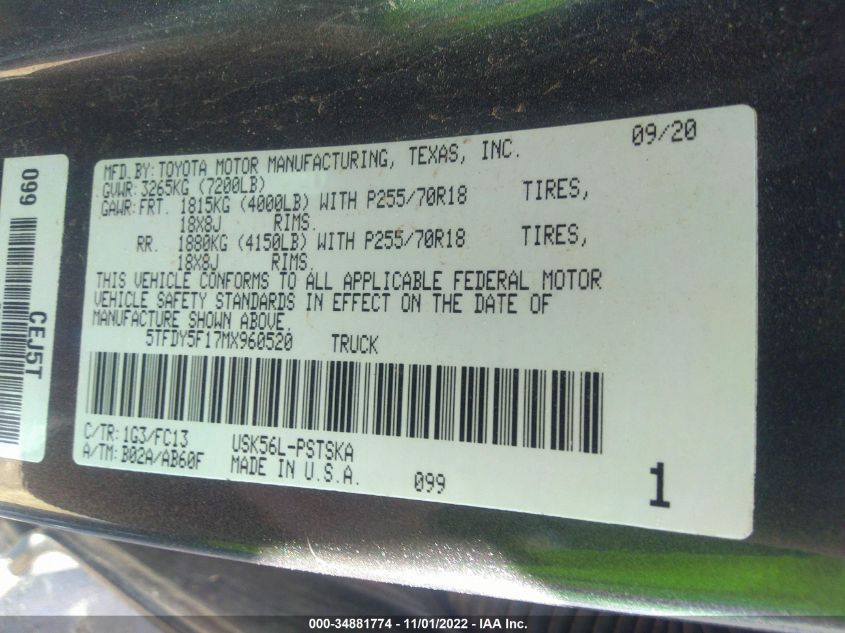 099
CEJ5T
MFD.BY: TOYOTA MOTOR MANUFACTURING, TEXAS, INC. 09/20
GVWR: 3265KG (7200LB)
GAWR: FRT. 1815KG (4000LB) WITH P255/70R18 TIRES,
18X8J RIMS.
RR. 1880KG (4150LB) WITH P255/70R18 TIRES,
18X8J RIMS.
THIS VEHICLE CONFORMS TO ALL APPLICABLE FEDERAL MOTOR
VEHICLE SAFETY STANDARDS IN EFFECT ON THE DATE OF
MANUFACTURE SHOWN ABOVE.
5TFDY5F17MX960520 TRUCK
C/TR: 1G3/FC13 USK56L-PSTSKA
A/TM: B02A/AB60F MADE IN U.S.A. 099 1
000-34881774 - 11/01/2022 - IAA Inc.